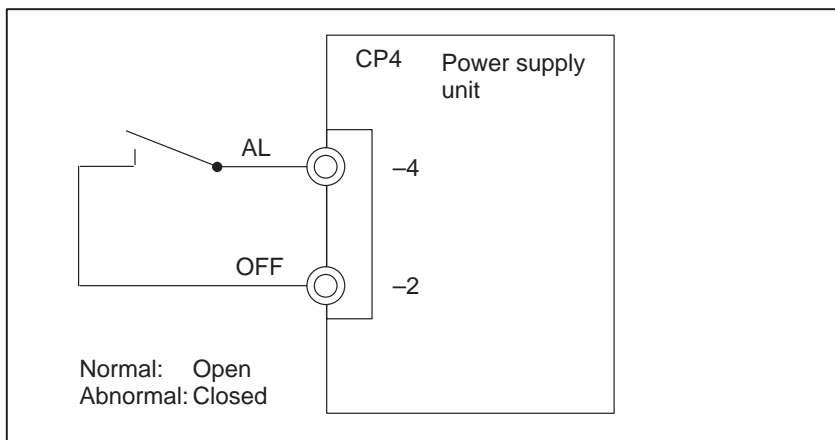 CP4
Power supply
unit
AL
–4
OFF
–2
Normal: Open
Abnormal: Closed